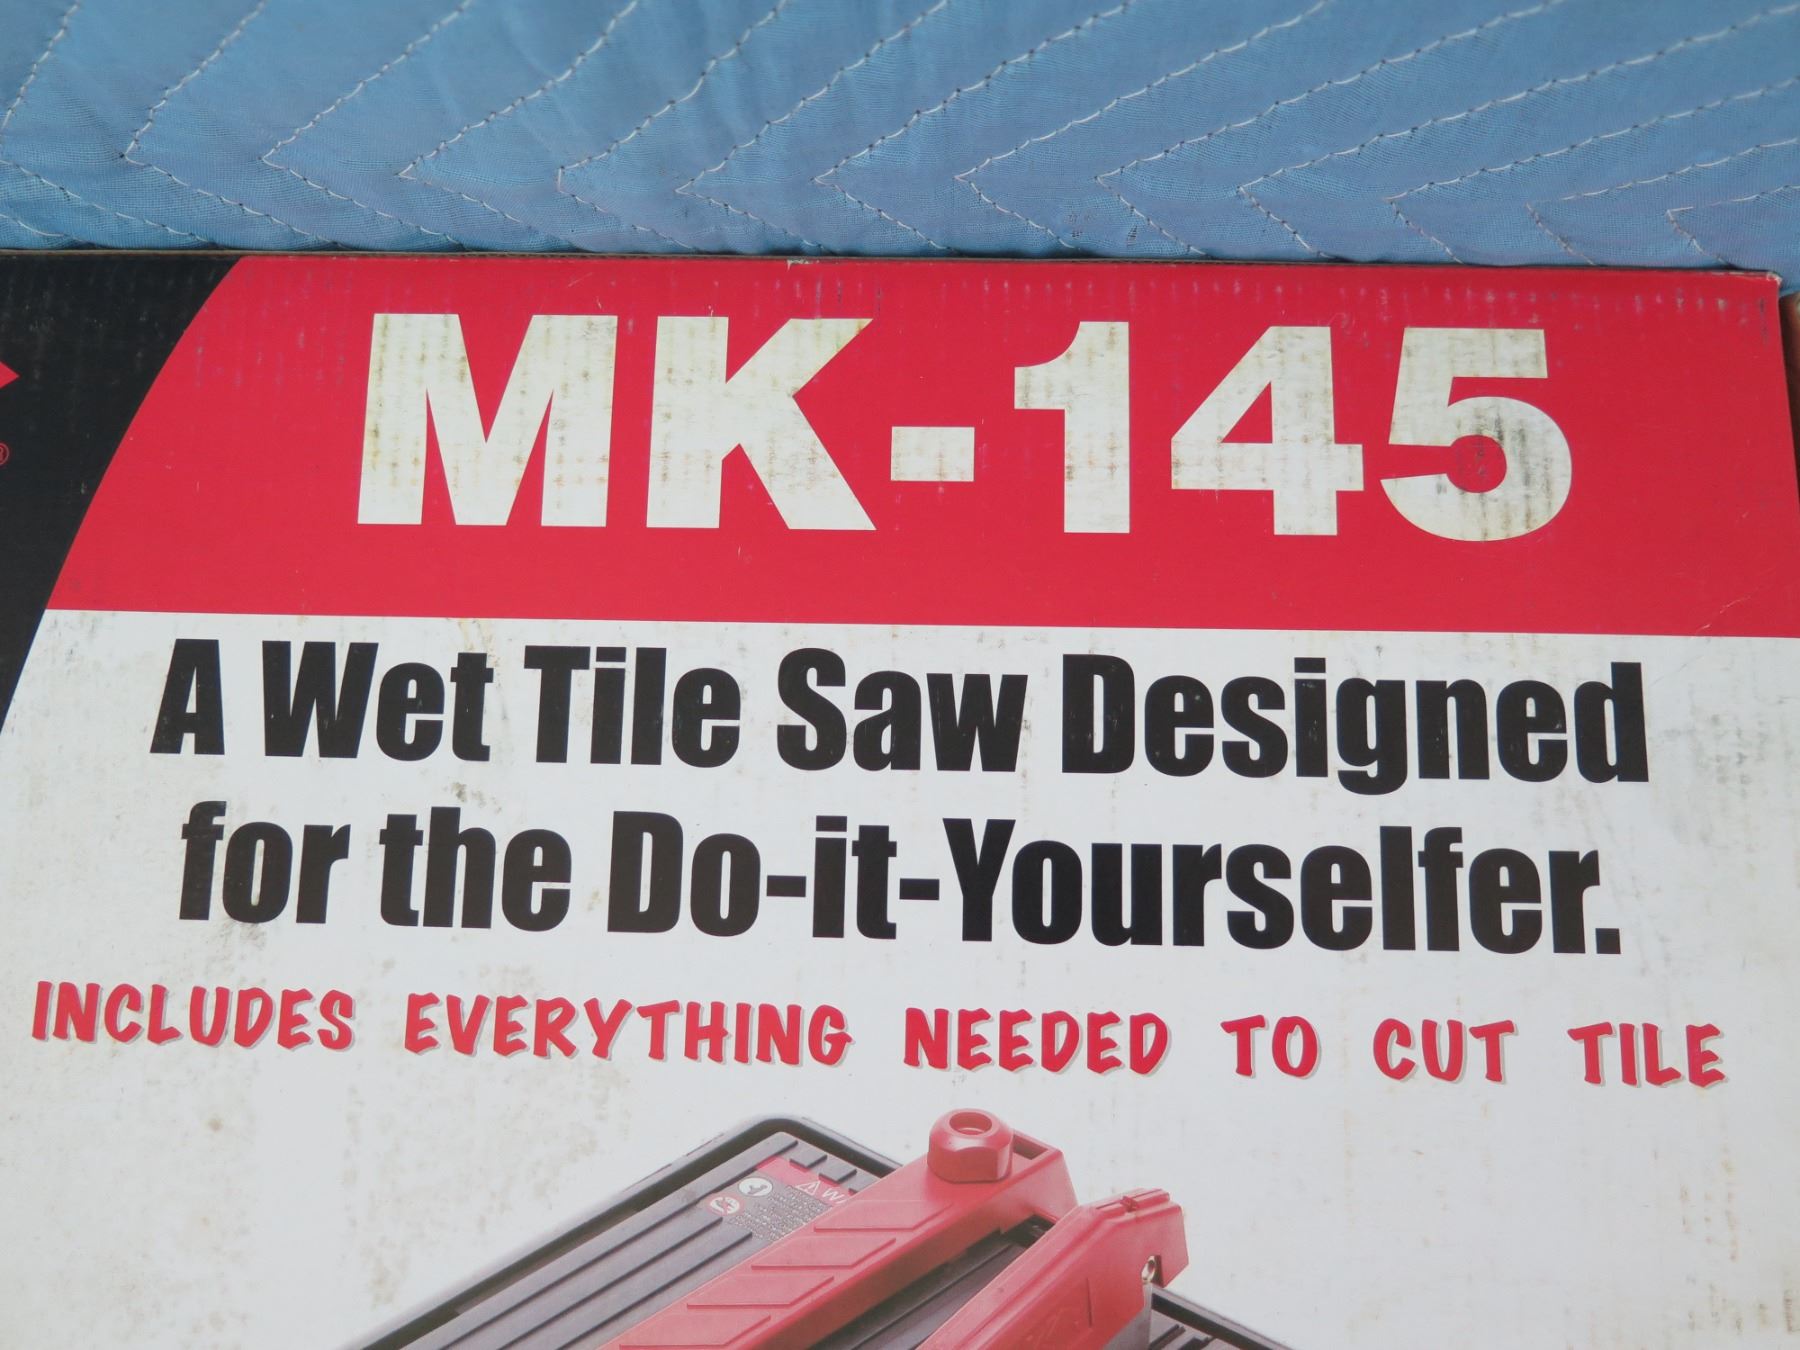 MK-145
A Wet Tile Saw Designed
for the Do-it-Yourselfer.
INCLUDES EVERYTHING NEEDED TO CUT TILE
®